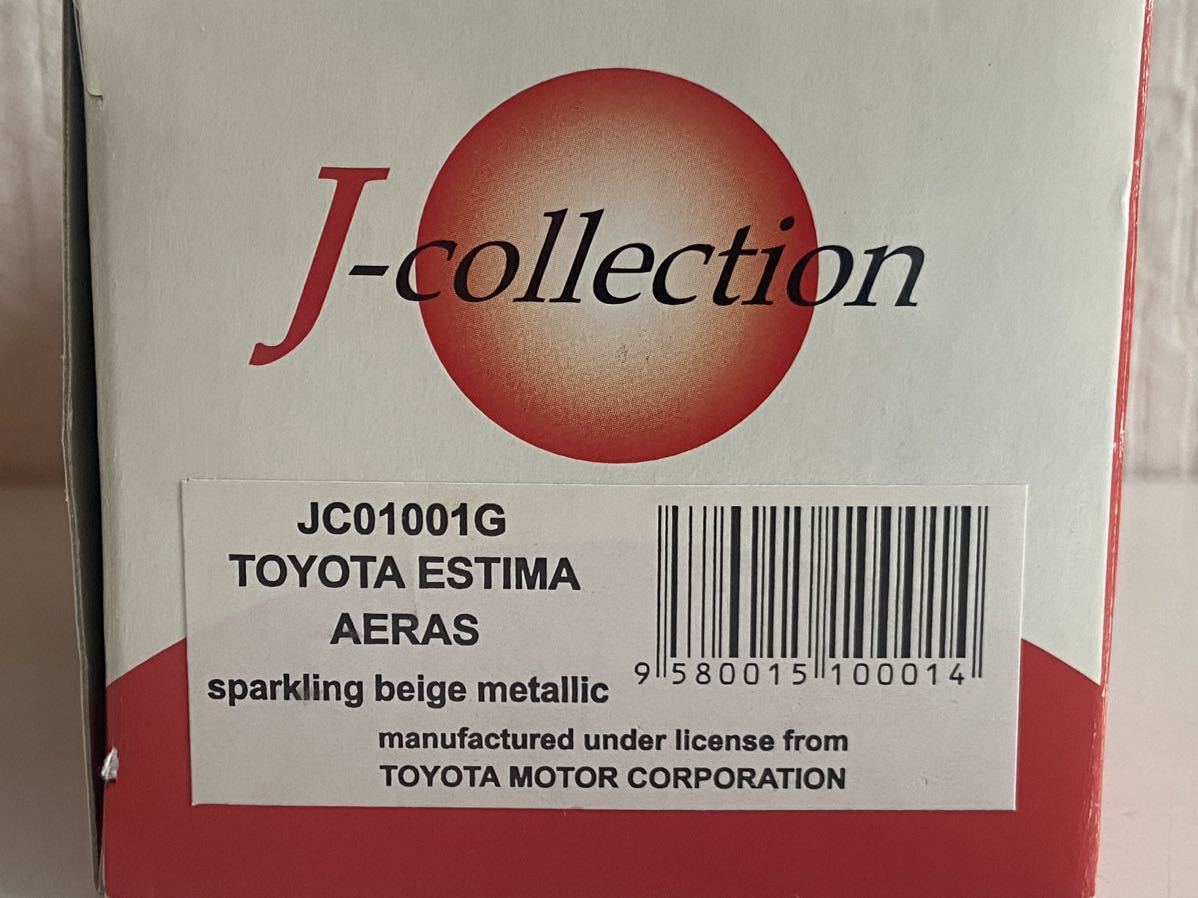 J-collection
JC01001G
TOYOTA ESTIMA
AERAS
sparkling beige metallic
9 580015 100014
manufactured under license from
TOYOTA MOTOR CORPORATION